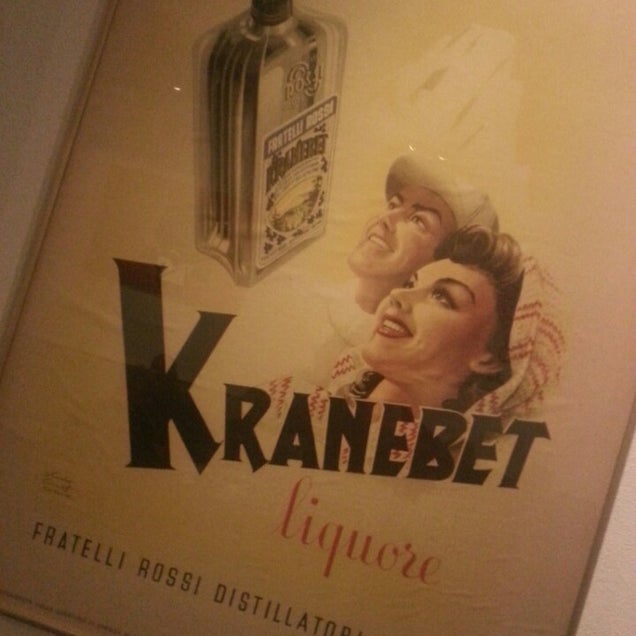 ROSSI
FRATELLI ROSSI
KRANEBET
KRANEBET
liquore
FRATELLI ROSSI DISTILLATORI